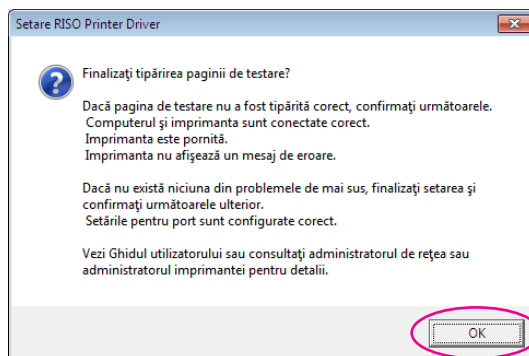 Setare RISO Printer Driver
Finalizaţi tipărirea paginii de testare?
Dacă pagina de testare nu a fost tipărită corect, confirmaţi următoarele.
Computerul şi imprimanta sunt conectate corect.
Imprimanta este pornită.
Imprimanta nu afişează un mesaj de eroare.
Dacă nu există niciuna din problemele de mai sus, finalizaţi setarea şi
confirmaţi următoarele ulterior.
Setările pentru port sunt configurate corect.
Vezi Ghidul utilizatorului sau consultaţi administratorul de reţea sau
administratorul imprimantei pentru detalii.
OK